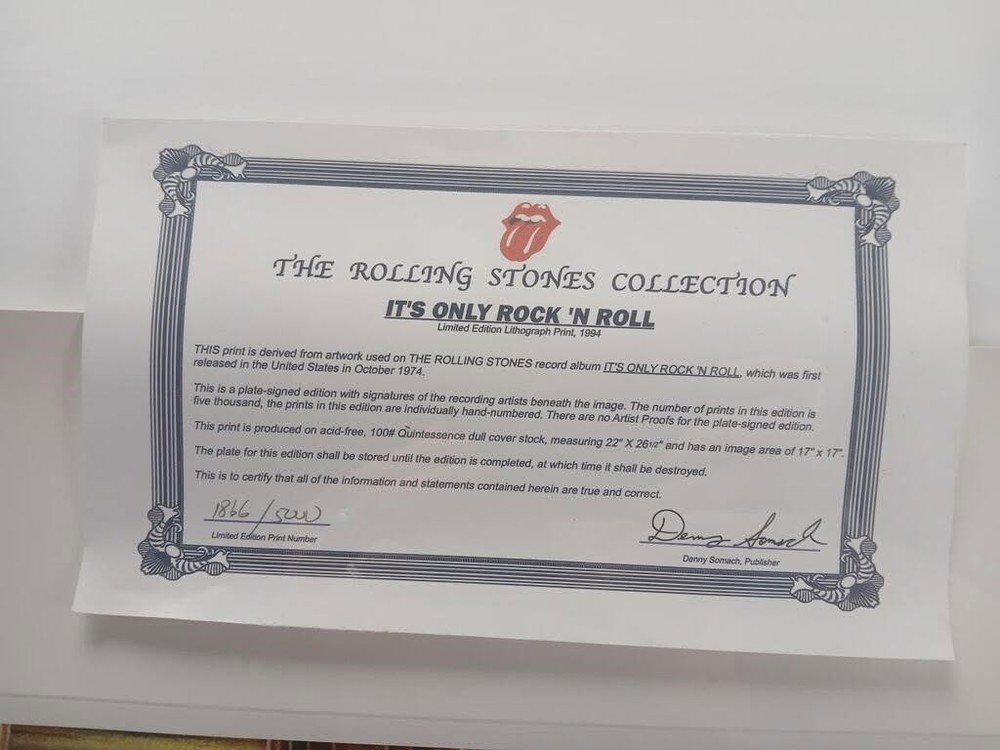 THE ROLLING STONES COLLECTION
IT'S ONLY ROCK 'N ROLL
Limited Edition Lithograph Print, 1994
THIS print is derived from artwork used on THE ROLLING STONES record album IT'S ONLY ROCK 'N ROLL, which was first
released in the United States in October 1974.
This is a plate-signed edition with signatures of the recording artists beneath the image. The number of prints in this edition is
five thousand, the prints in this edition are individually hand-numbered. There are no Artist Proofs for the plate-signed edition.
This print is produced on acid-free, 100# Quintessence dull cover stock, measuring 22" X 26 1/2" and has an image area of 17" x 17".
The plate for this edition shall be stored until the edition is completed, at which time it shall be destroyed.
This is to certify that all of the information and statements contained herein are true and correct.
1866/5000
Limited Edition Print Number
Denny Somach
Denny Somach, Publisher